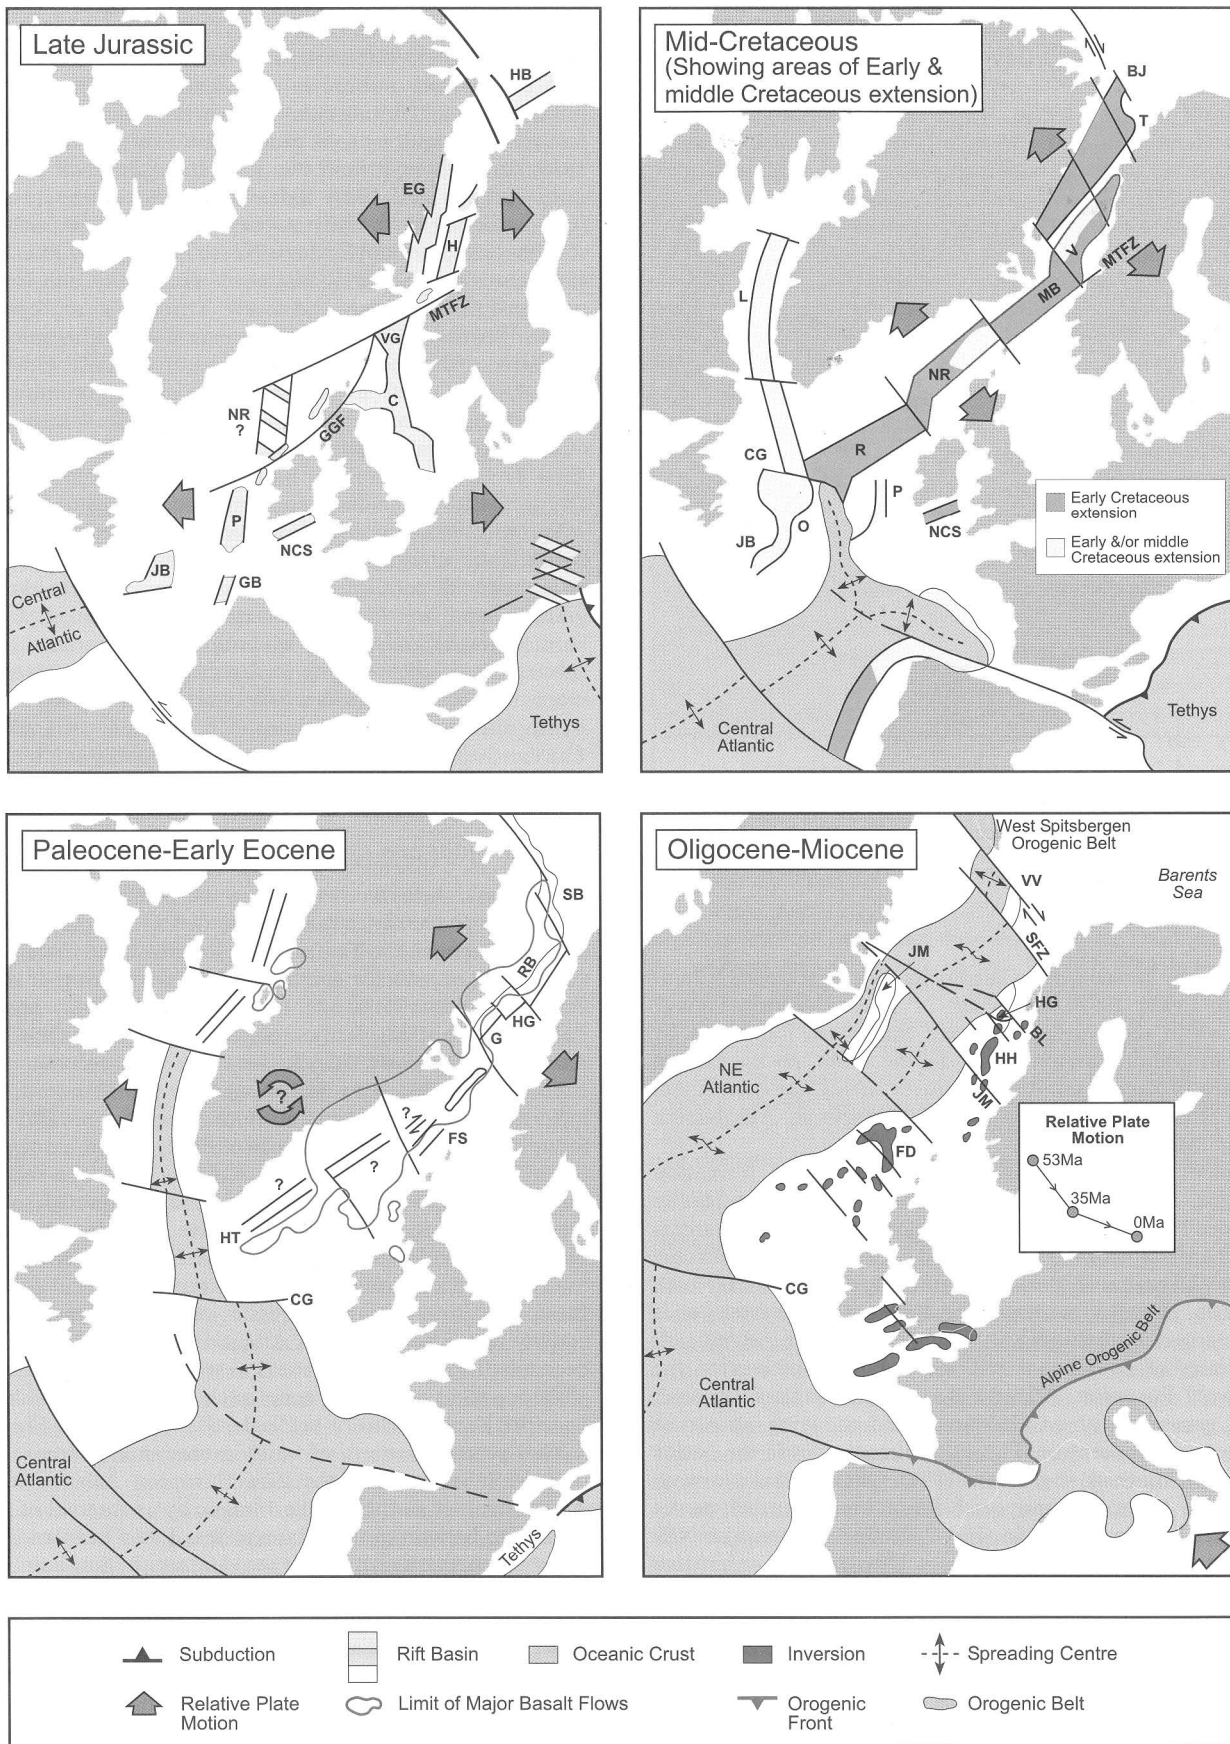 Late Jurassic
HB
EG
H
MTFZ
VG
NR
?
C
GGF
P
NCS
JB
GB
Central
Atlantic
Tethys
Mid-Cretaceous
(Showing areas of Early &
middle Cretaceous extension)
BJ
T
L
V
MTFZ
MB
NR
R
CG
P
O
NCS
JB
Early Cretaceous
extension
Early &/or middle
Cretaceous extension
Central
Atlantic
Tethys
Paleocene-Early Eocene
SB
RB
HG
G
?
?
FS
?
?
HT
CG
Central
Atlantic
Tethys
Oligocene-Miocene
West Spitsbergen
Orogenic Belt
VV
Barents
Sea
SFZ
JM
HG
BL
HH
NE
Atlantic
JM
FD
Relative Plate
Motion
53Ma
35Ma
0Ma
CG
Central
Atlantic
Alpine Orogenic Belt
Subduction
Rift Basin
Oceanic Crust
Inversion
Spreading Centre
Relative Plate
Motion
Limit of Major Basalt Flows
Orogenic
Front
Orogenic Belt